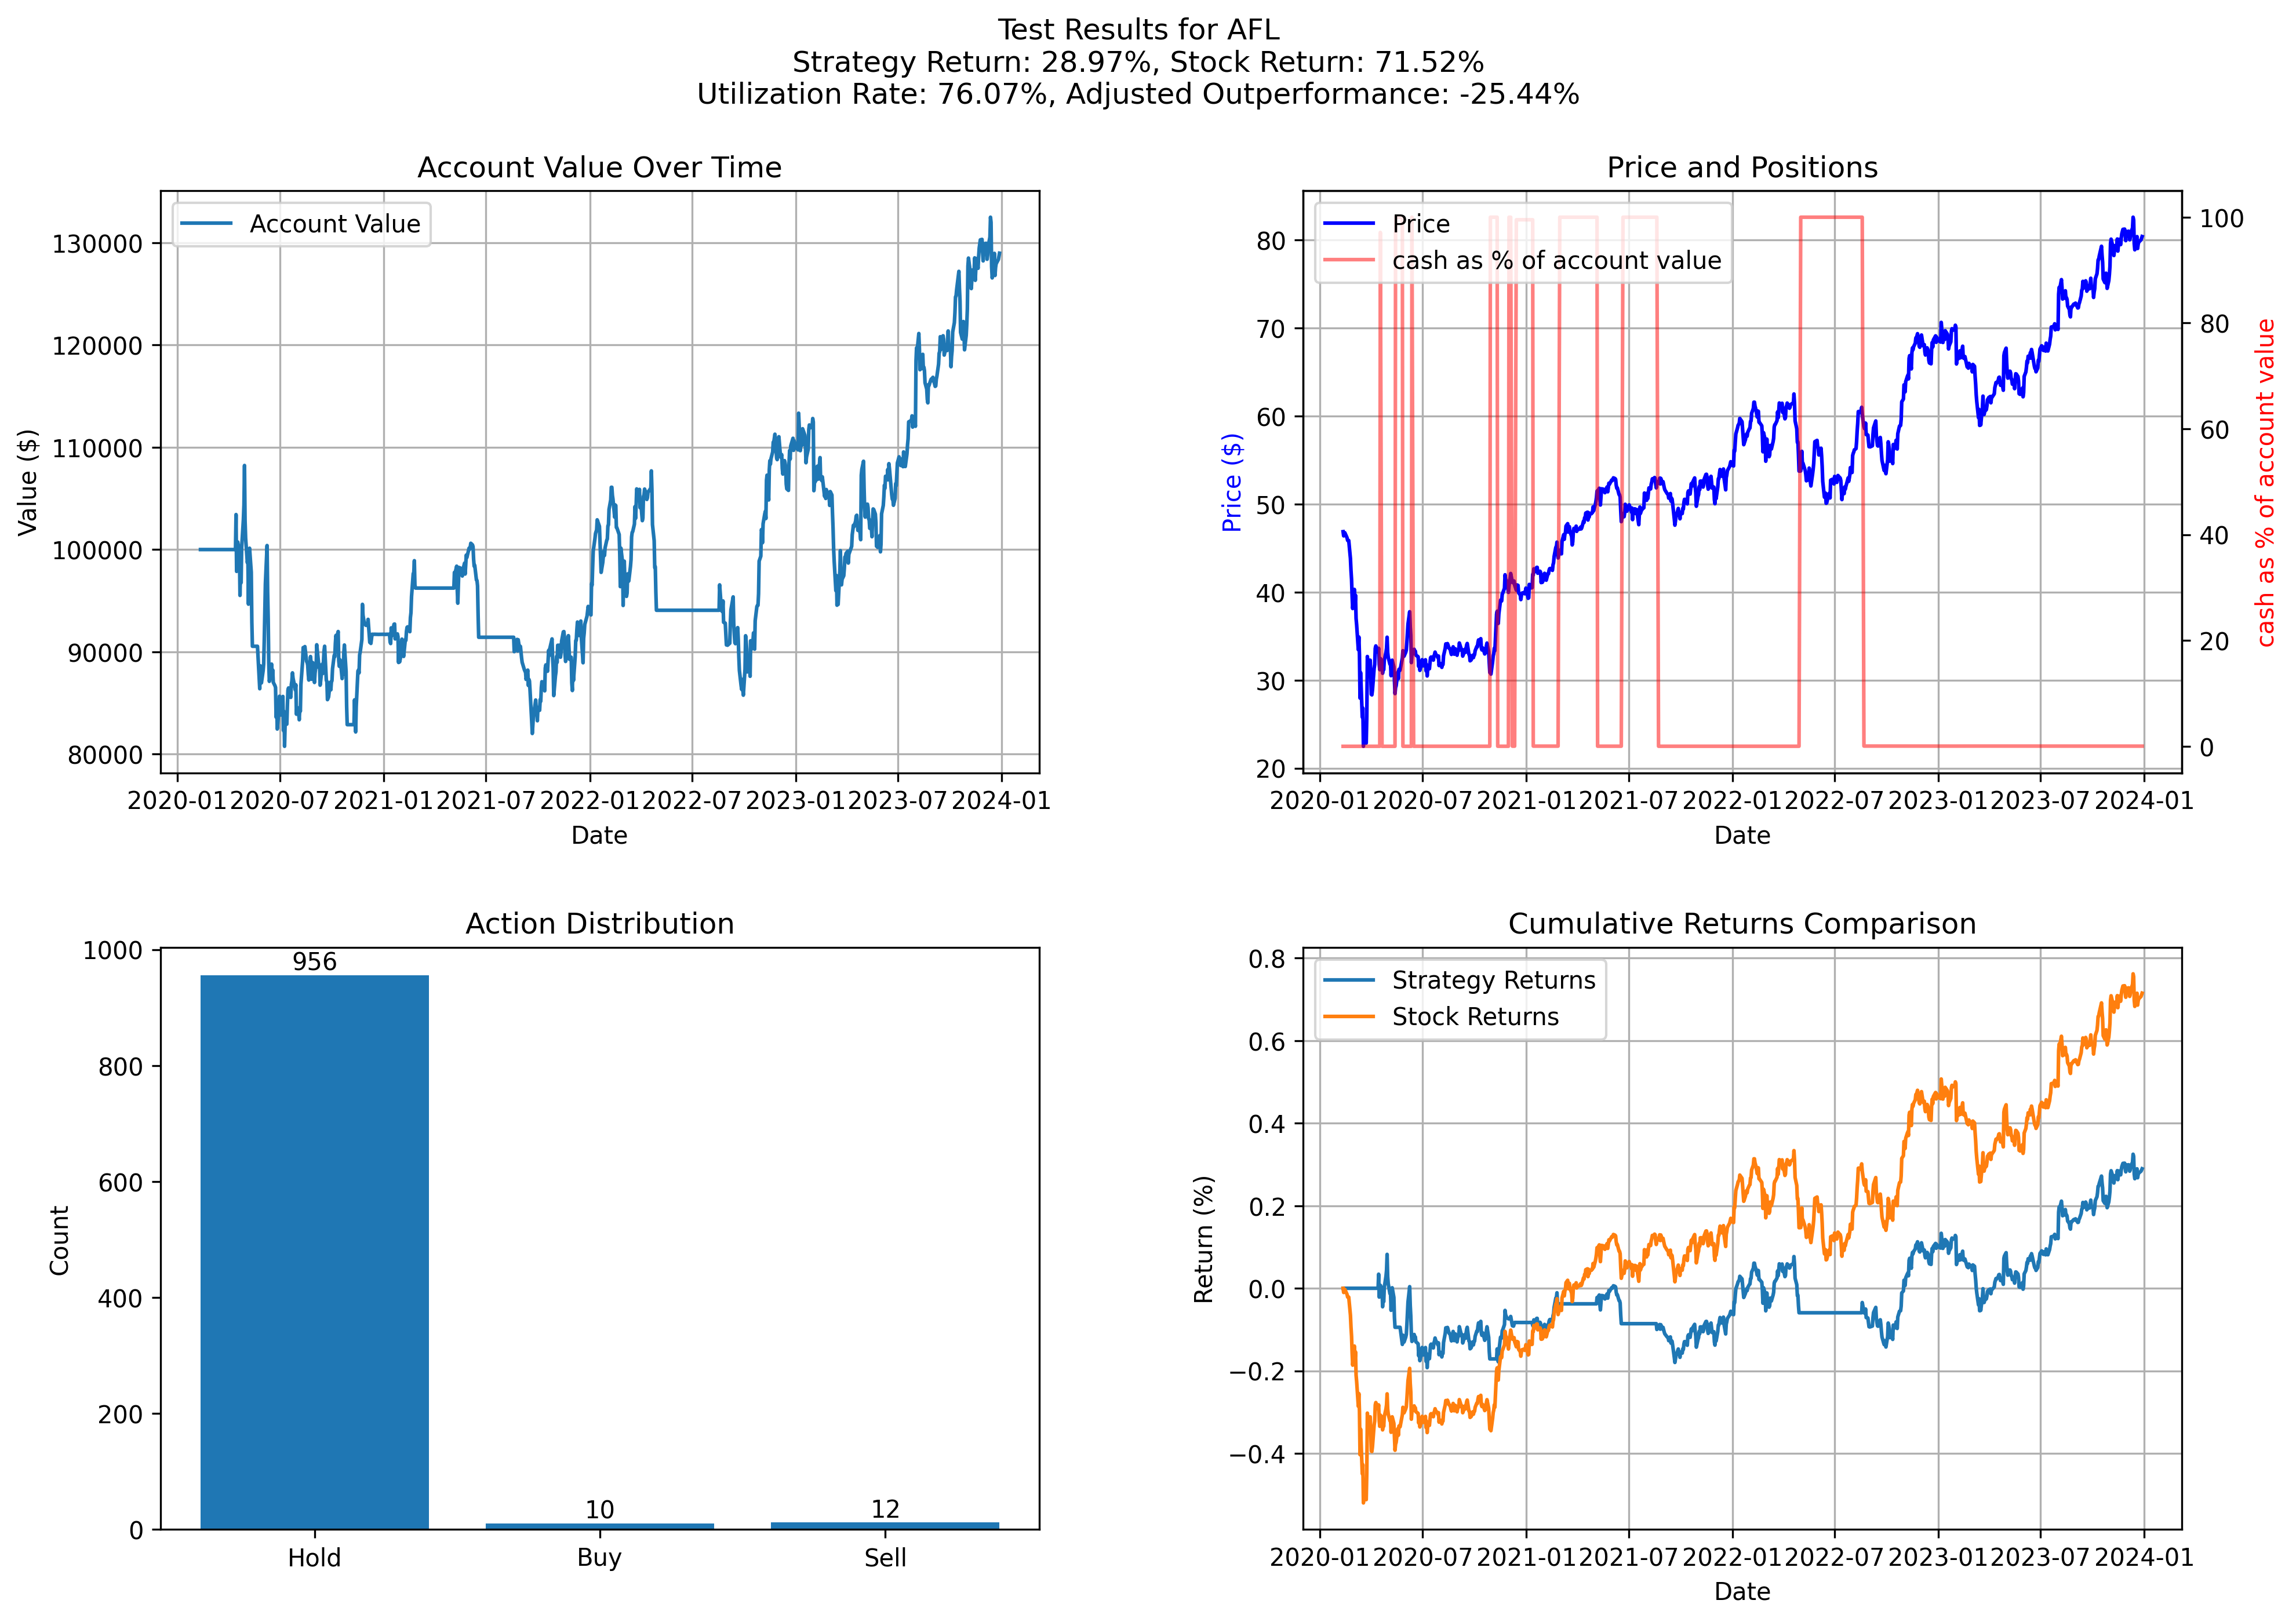 Test Results for AFL
Strategy Return: 28.97%, Stock Return: 71.52%
Utilization Rate: 76.07%, Adjusted Outperformance: -25.44%
Account Value Over Time
Account Value
130000
120000
110000
100000
90000
80000
Value ($)
2020-01 2020-07 2021-01 2021-07 2022-01 2022-07 2023-01 2023-07 2024-01
Date
Price and Positions
Price
cash as % of account value
80
70
60
50
40
30
20
Price ($)
100
80
60
40
20
0
cash as % of account value
2020-01 2020-07 2021-01 2021-07 2022-01 2022-07 2023-01 2023-07 2024-01
Date
Action Distribution
1000
800
600
400
200
0
Count
956
10
12
Hold Buy Sell
Cumulative Returns Comparison
Strategy Returns
Stock Returns
0.8
0.6
0.4
0.2
0.0
−0.2
−0.4
Return (%)
2020-01 2020-07 2021-01 2021-07 2022-01 2022-07 2023-01 2023-07 2024-01
Date